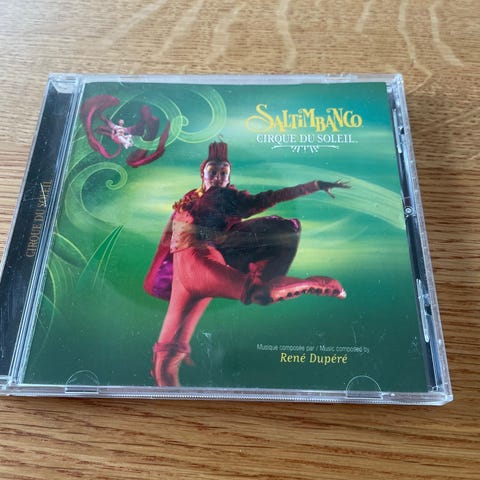 SALTIMBANCO
CIRQUE DU SOLEIL.
CIRQUE DU SOLEIL
Musique composée par / Music composed by
René Dupéré